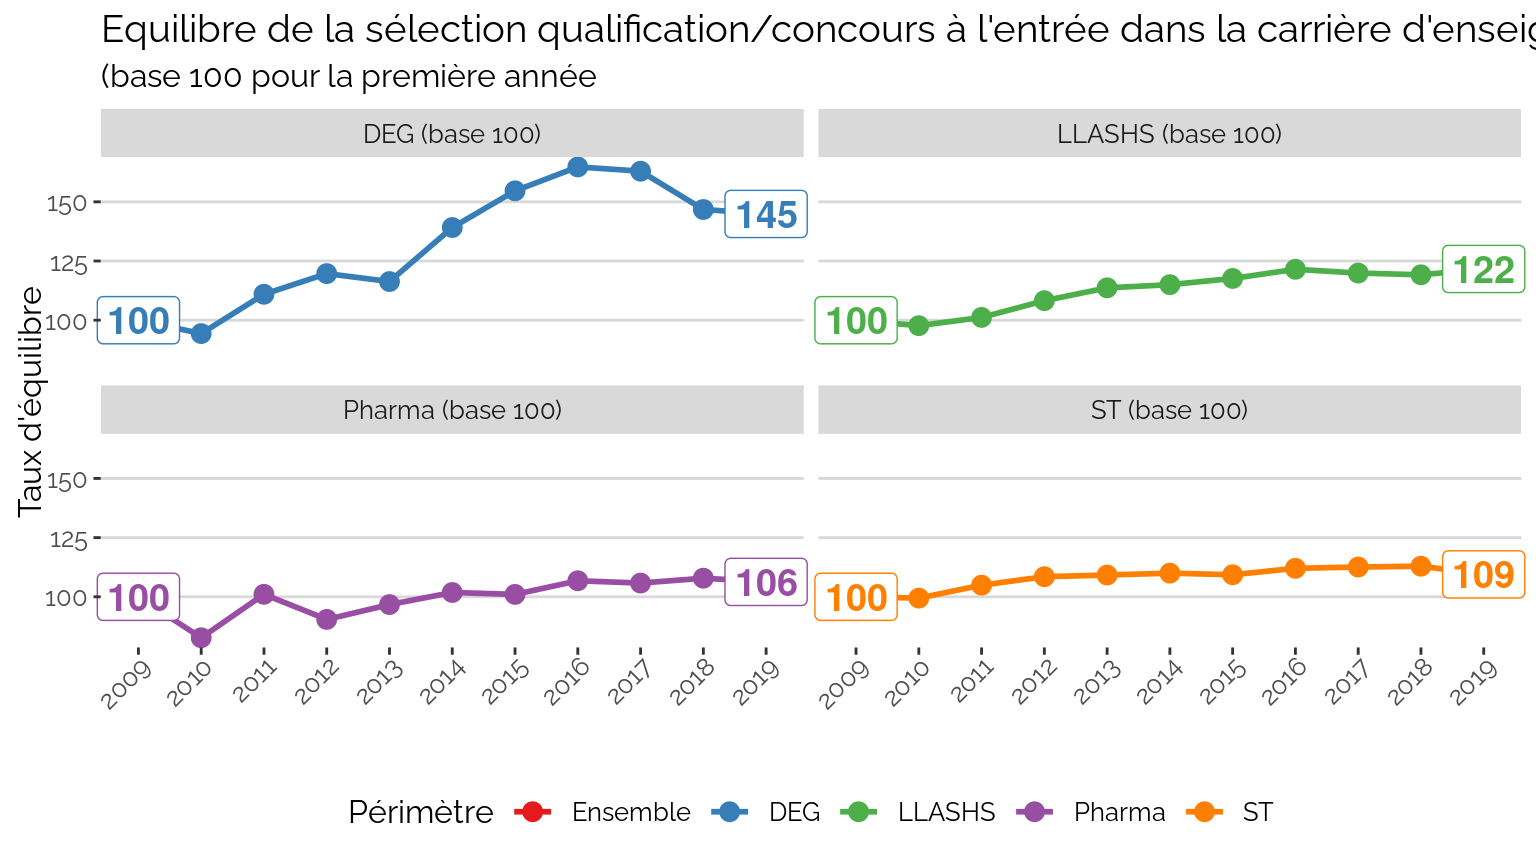 Equilibre de la sélection qualification/concours à l'entrée dans la carrière d'enseig
(base 100 pour la première année
DEG (base 100)
LLASHS (base 100)
150
125
100
100
145
100
122
Taux d'équilibre
Pharma (base 100)
ST (base 100)
150
125
100
100
106
100
109
2009 2010 2011 2012 2013 2014 2015 2016 2017 2018 2019
2009 2010 2011 2012 2013 2014 2015 2016 2017 2018 2019
Périmètre Ensemble DEG LLASHS Pharma ST